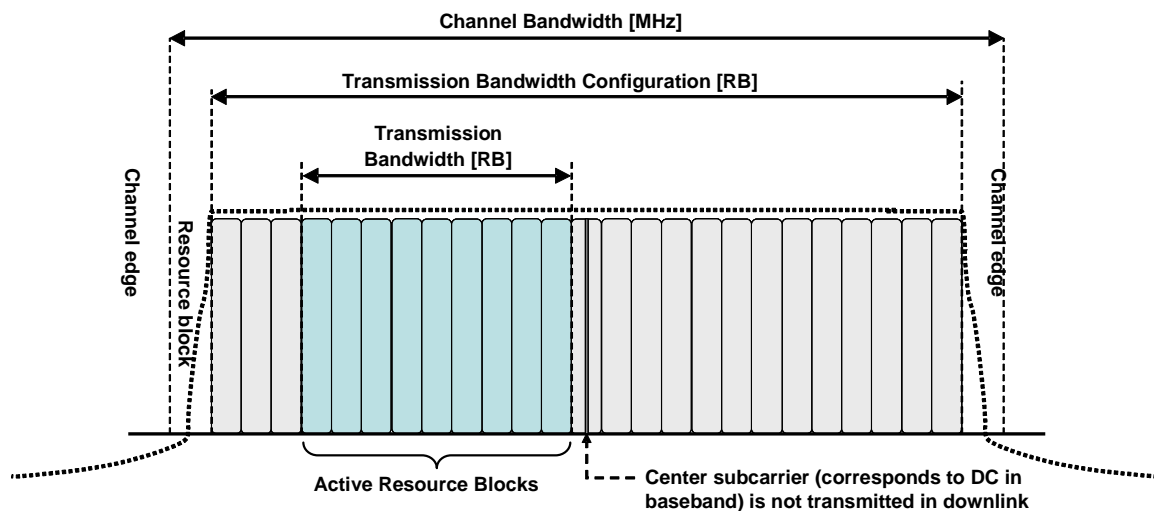 Channel Bandwidth [MHz]
Transmission Bandwidth Configuration [RB]
Transmission
Bandwidth [RB]
Channel edge
Resource block
Channel edge
Active Resource Blocks
Center subcarrier (corresponds to DC in
baseband) is not transmitted in downlink